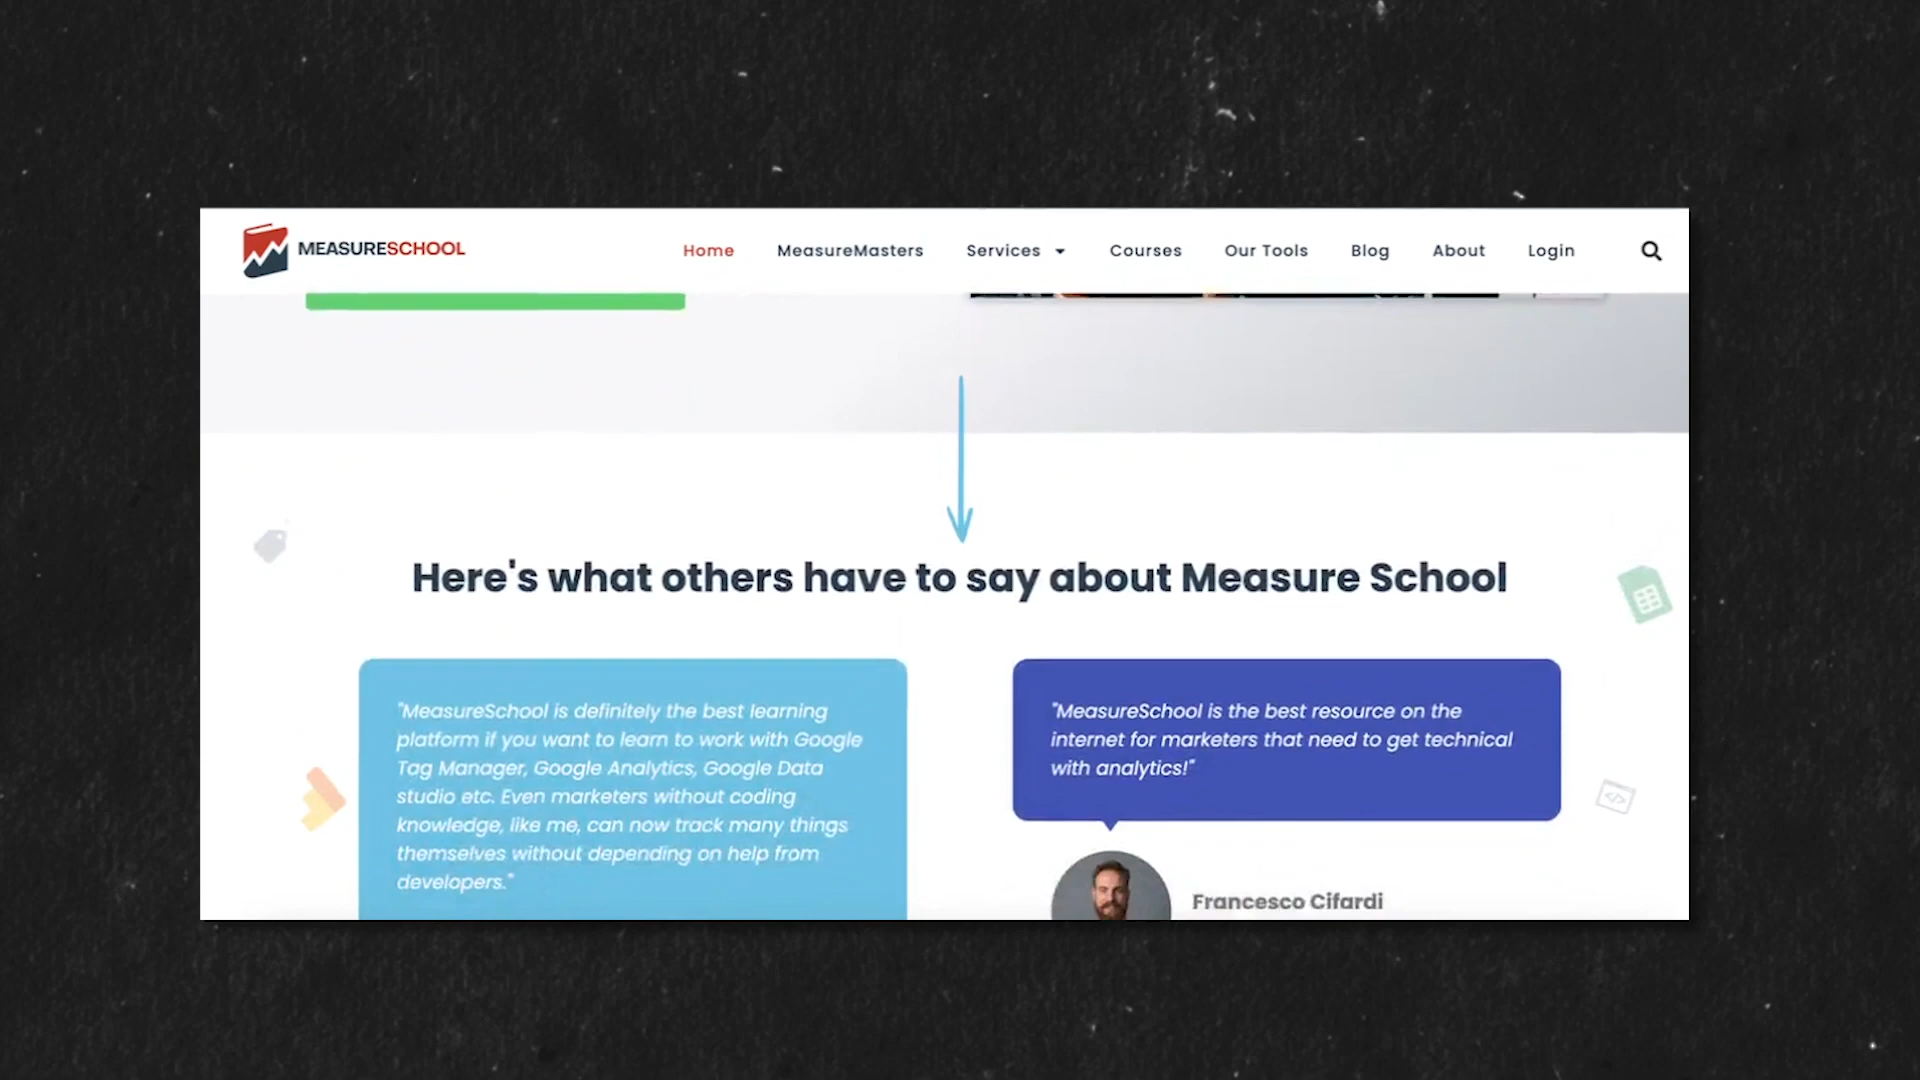 MEASURESCHOOL
Home MeasureMasters Services Courses Our Tools Blog About Login
Here's what others have to say about Measure School
"MeasureSchool is definitely the best learning
platform if you want to learn to work with Google
Tag Manager, Google Analytics, Google Data
studio etc. Even marketers without coding
knowledge, like me, can now track many things
themselves without depending on help from
developers."
"MeasureSchool is the best resource on the
internet for marketers that need to get technical
with analytics!"
Francesco Cifardi